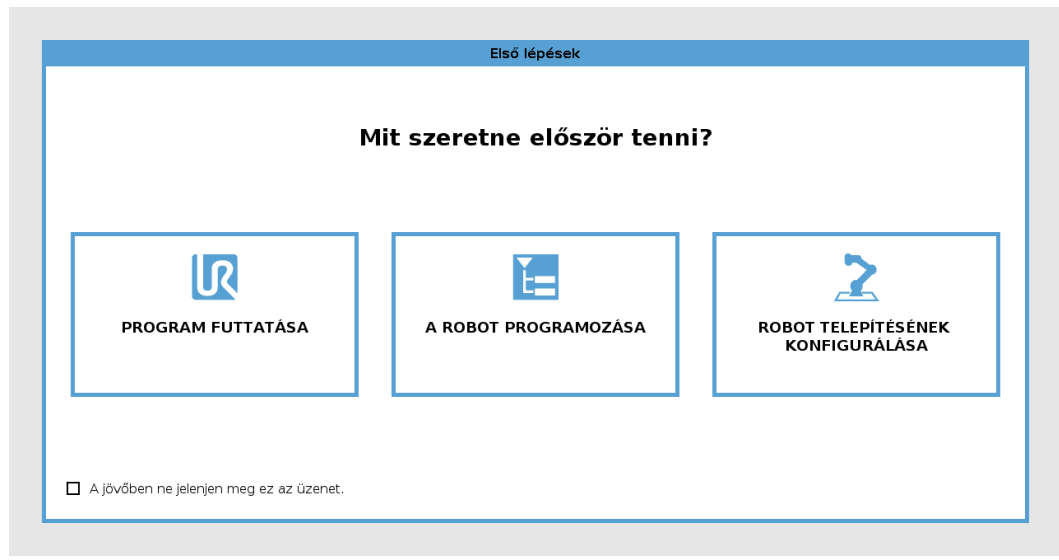 Első lépések
Mit szeretne először tenni?
UR
PROGRAM FUTTATÁSA
A ROBOT PROGRAMOZÁSA
ROBOT TELEPÍTÉSÉNEK
KONFIGURÁLÁSA
A jövőben ne jelenjen meg ez az üzenet.